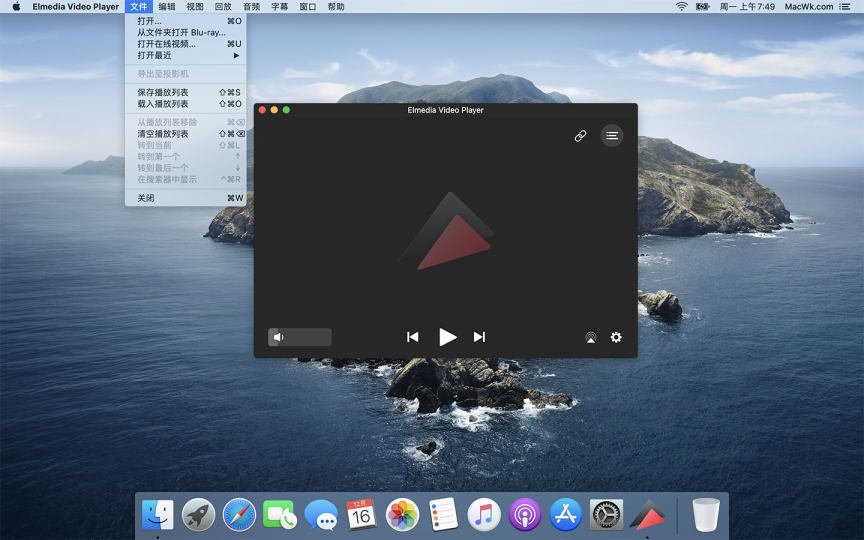 Elmedia Video Player 文件 编辑 视图 回放 音频 字幕 窗口 帮助 周一 上午7:49 MacWk.com
打开... ⌘O
从文件夹打开 Blu-ray...
打开在线视频... ⌘U
打开最近 ▶
导出至投影机
保存播放列表 ⇧⌘S
载入播放列表 ⇧⌘O
从播放列表移除 ⌘⌫
清空播放列表 ⇧⌘⌫
转到当前 ⇧⌘L
转到第一个 ↑
转到最后一个 ↓
在搜索器中显示 ^⌘R
关闭 ⌘W
Elmedia Video Player
12月
16